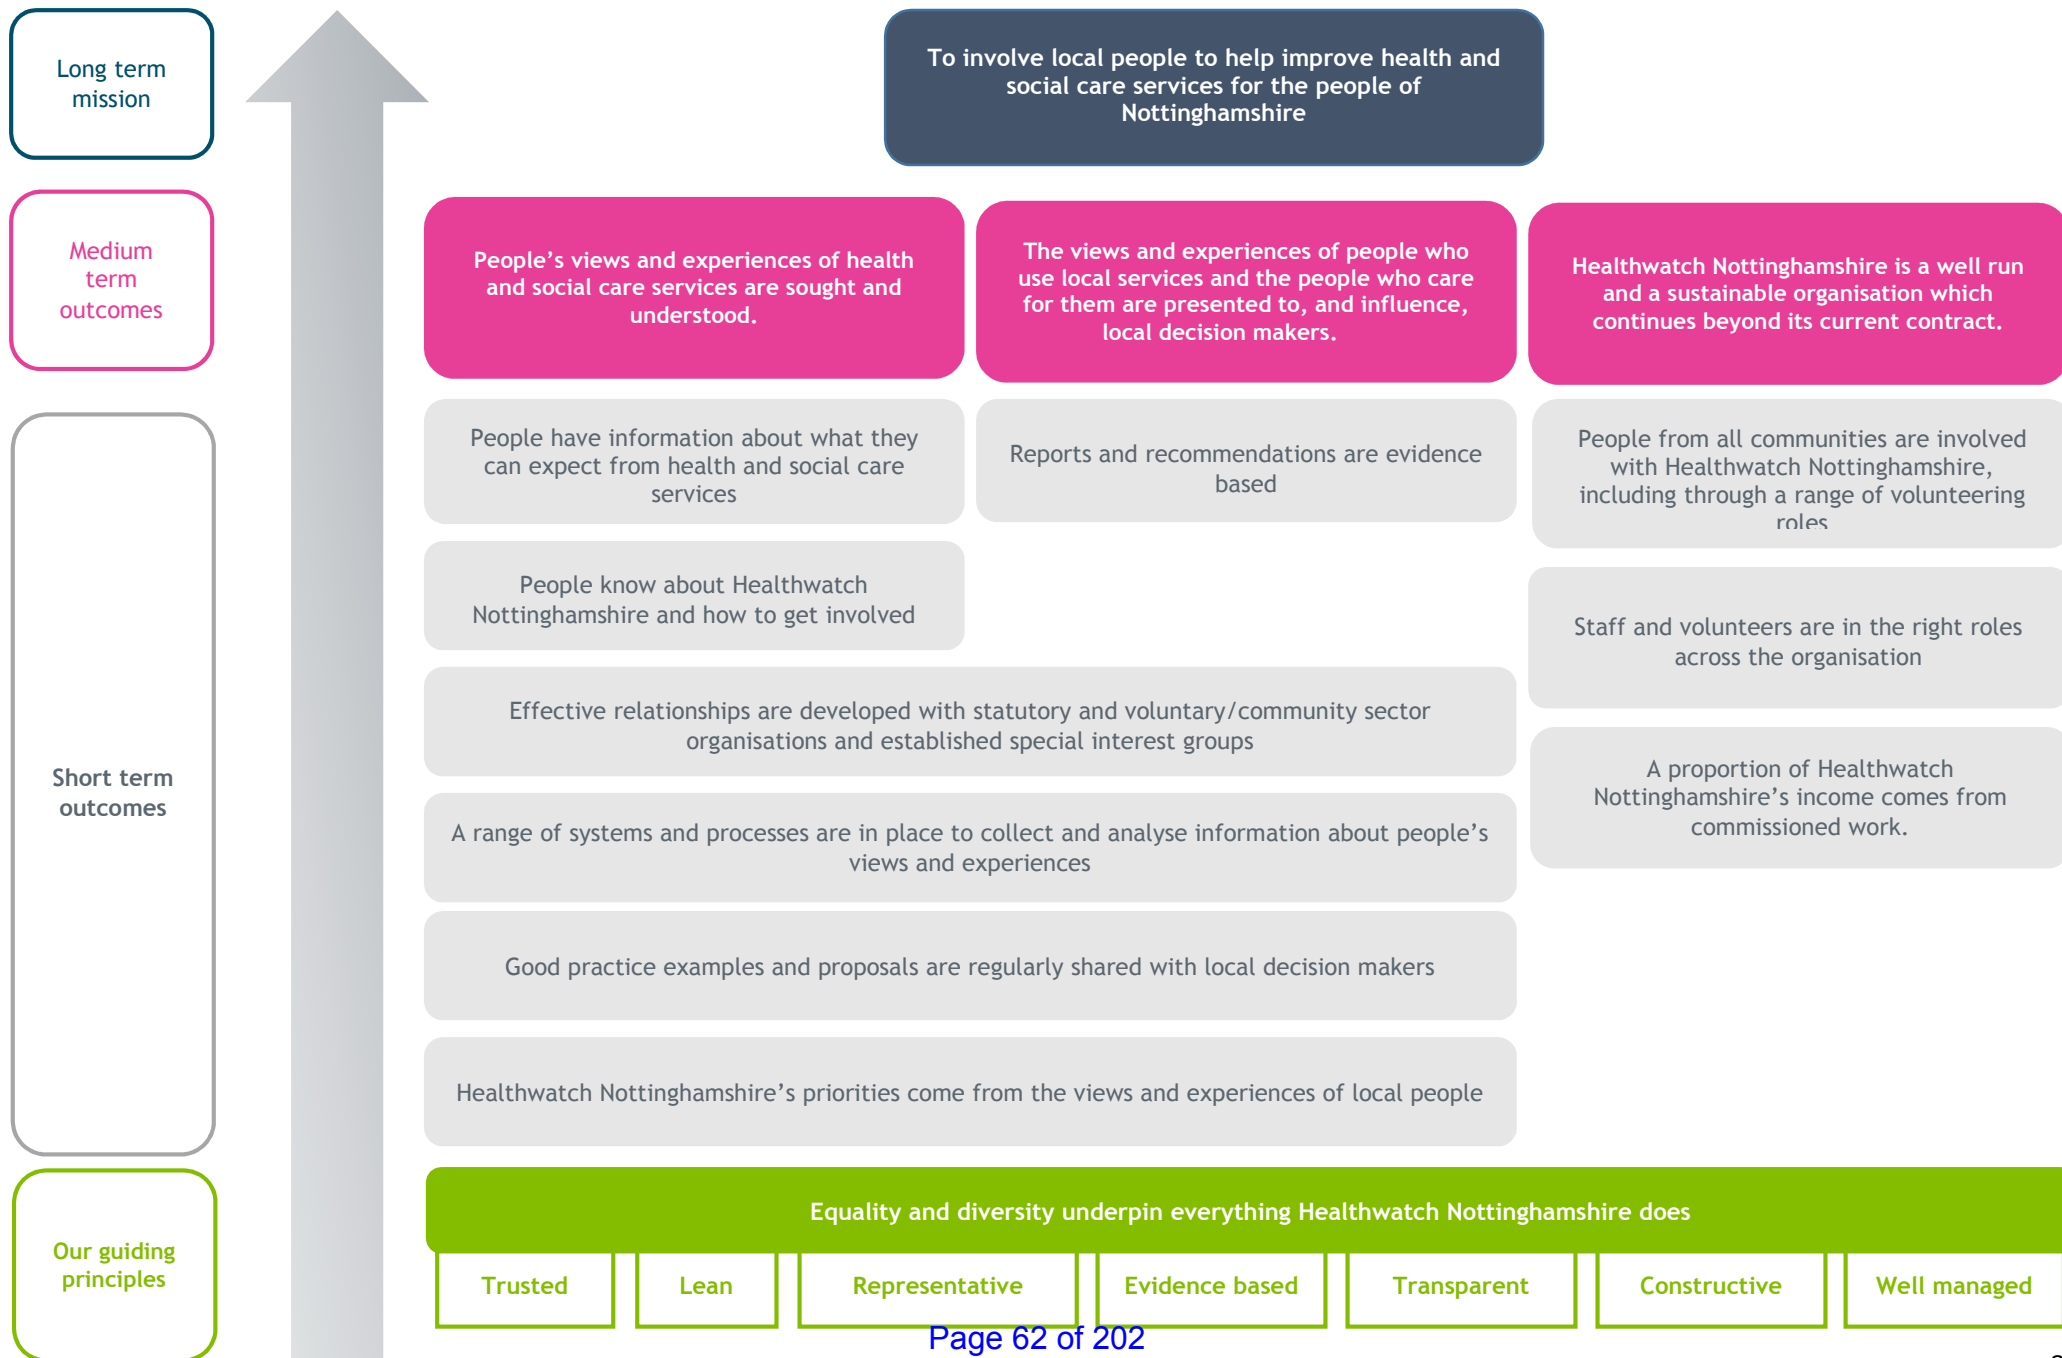 Long term
mission
To involve local people to help improve health and
social care services for the people of
Nottinghamshire
Medium
term
outcomes
People’s views and experiences of health
and social care services are sought and
understood.
The views and experiences of people who
use local services and the people who care
for them are presented to, and influence,
local decision makers.
Healthwatch Nottinghamshire is a well run
and a sustainable organisation which
continues beyond its current contract.
Short term
outcomes
People have information about what they
can expect from health and social care
services
Reports and recommendations are evidence
based
People from all communities are involved
with Healthwatch Nottinghamshire,
including through a range of volunteering
roles
People know about Healthwatch
Nottinghamshire and how to get involved
Staff and volunteers are in the right roles
across the organisation
Effective relationships are developed with statutory and voluntary/community sector
organisations and established special interest groups
A proportion of Healthwatch
Nottinghamshire’s income comes from
commissioned work.
A range of systems and processes are in place to collect and analyse information about people’s
views and experiences
Good practice examples and proposals are regularly shared with local decision makers
Healthwatch Nottinghamshire’s priorities come from the views and experiences of local people
Our guiding
principles
Equality and diversity underpin everything Healthwatch Nottinghamshire does
Trusted
Lean
Representative
Evidence based
Transparent
Constructive
Well managed
Page 62 of 202